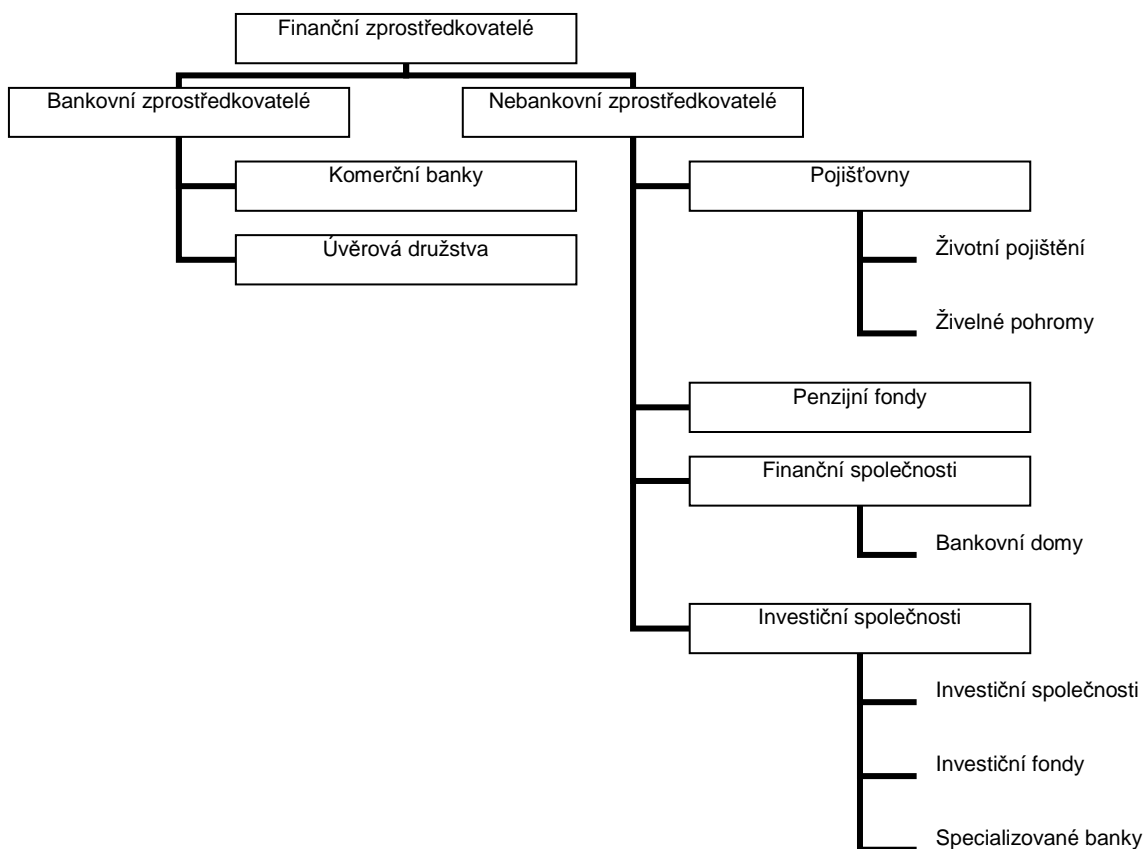 Finanční zprostředkovatelé
Bankovní zprostředkovatelé
Nebankovní zprostředkovatelé
Komerční banky
Úvěrová družstva
Pojišťovny
Životní pojištění
Živelné pohromy
Penzijní fondy
Finanční společnosti
Bankovní domy
Investiční společnosti
Investiční společnosti
Investiční fondy
Specializované banky